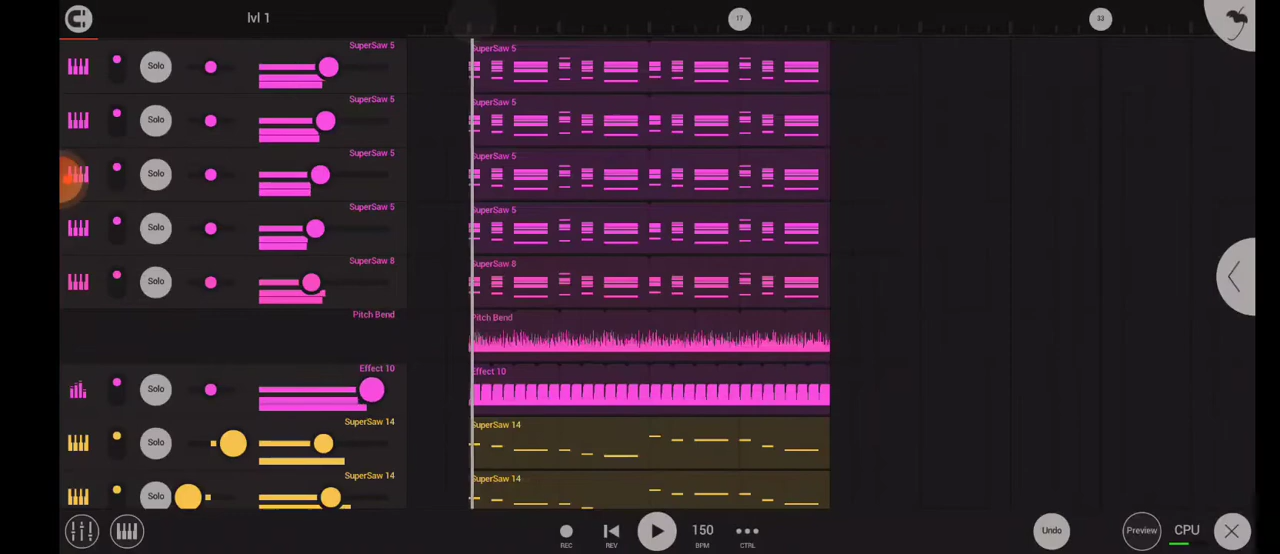 lvl 1
17
33
SuperSaw 5
Solo
SuperSaw 5
SuperSaw 5
Solo
SuperSaw 5
SuperSaw 5
Solo
SuperSaw 5
SuperSaw 5
Solo
SuperSaw 5
SuperSaw 8
Solo
SuperSaw 8
Pitch Bend
Pitch Bend
Effect 10
Solo
Effect 10
SuperSaw 14
Solo
SuperSaw 14
SuperSaw 14
Solo
SuperSaw 14
REC
REV
150
BPM
CTRL
Undo
Preview
CPU